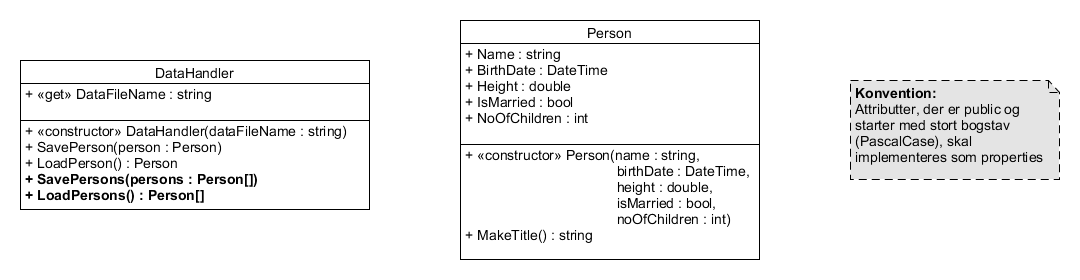 DataHandler
+ «get» DataFileName : string
+ «constructor» DataHandler(dataFileName : string)
+ SavePerson(person : Person)
+ LoadPerson() : Person
+ SavePersons(persons : Person[])
+ LoadPersons() : Person[]
Person
+ Name : string
+ BirthDate : DateTime
+ Height : double
+ IsMarried : bool
+ NoOfChildren : int
+ «constructor» Person(name : string,
birthDate : DateTime,
height : double,
isMarried : bool,
noOfChildren : int)
+ MakeTitle() : string
Konvention:
Attributter, der er public og
starter med stort bogstav
(PascalCase), skal
implementeres som properties